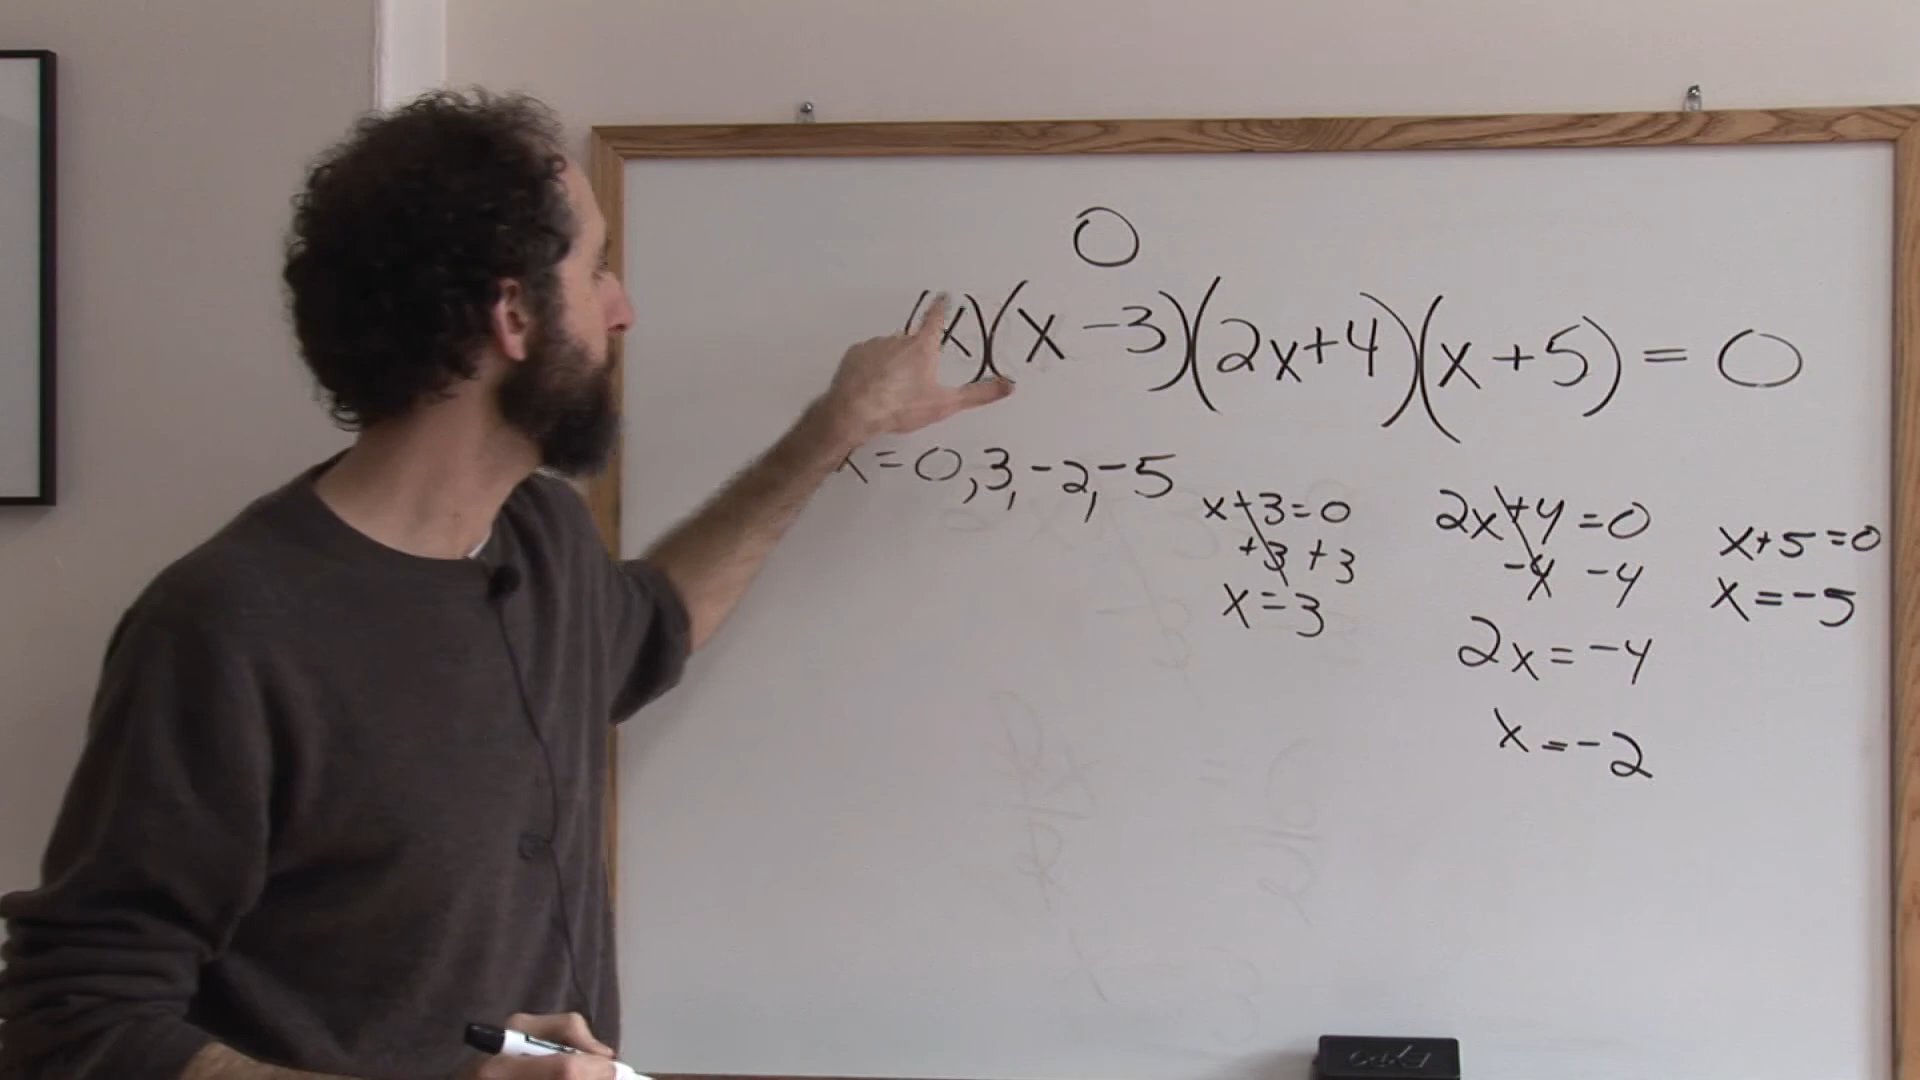 0
(x)(x-3)(2x+4)(x+5)=0
x=0,3,-2,-5
x+3=0
+3 +3
x=3
2x+4=0
-4 -4
2x=-4
x=-2
x+5=0
x=-5
Expo